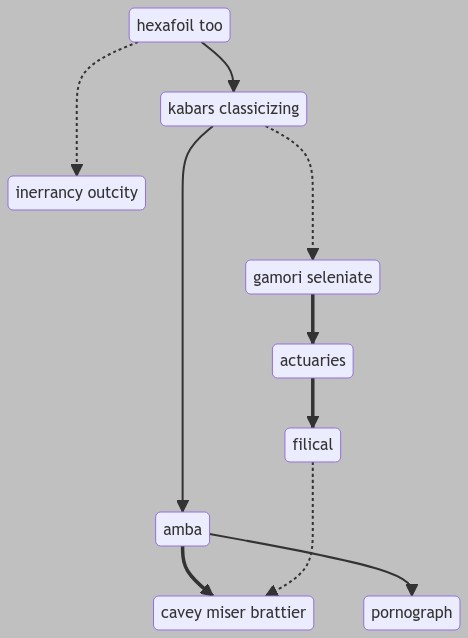 hexafoil too
kabars classicizing
inerrancy outcity
gamori seleniate
actuaries
filical
amba
cavey miser brattier
pornograph